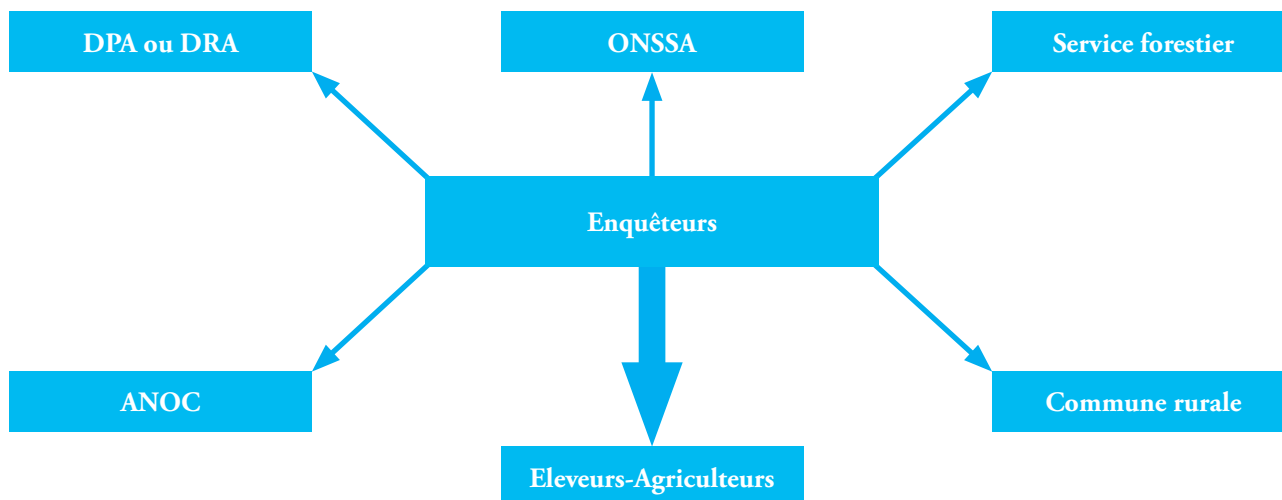 DPA ou DRA
ONSSA
Service forestier
Enquêteurs
ANOC
Commune rurale
Eleveurs-Agriculteurs